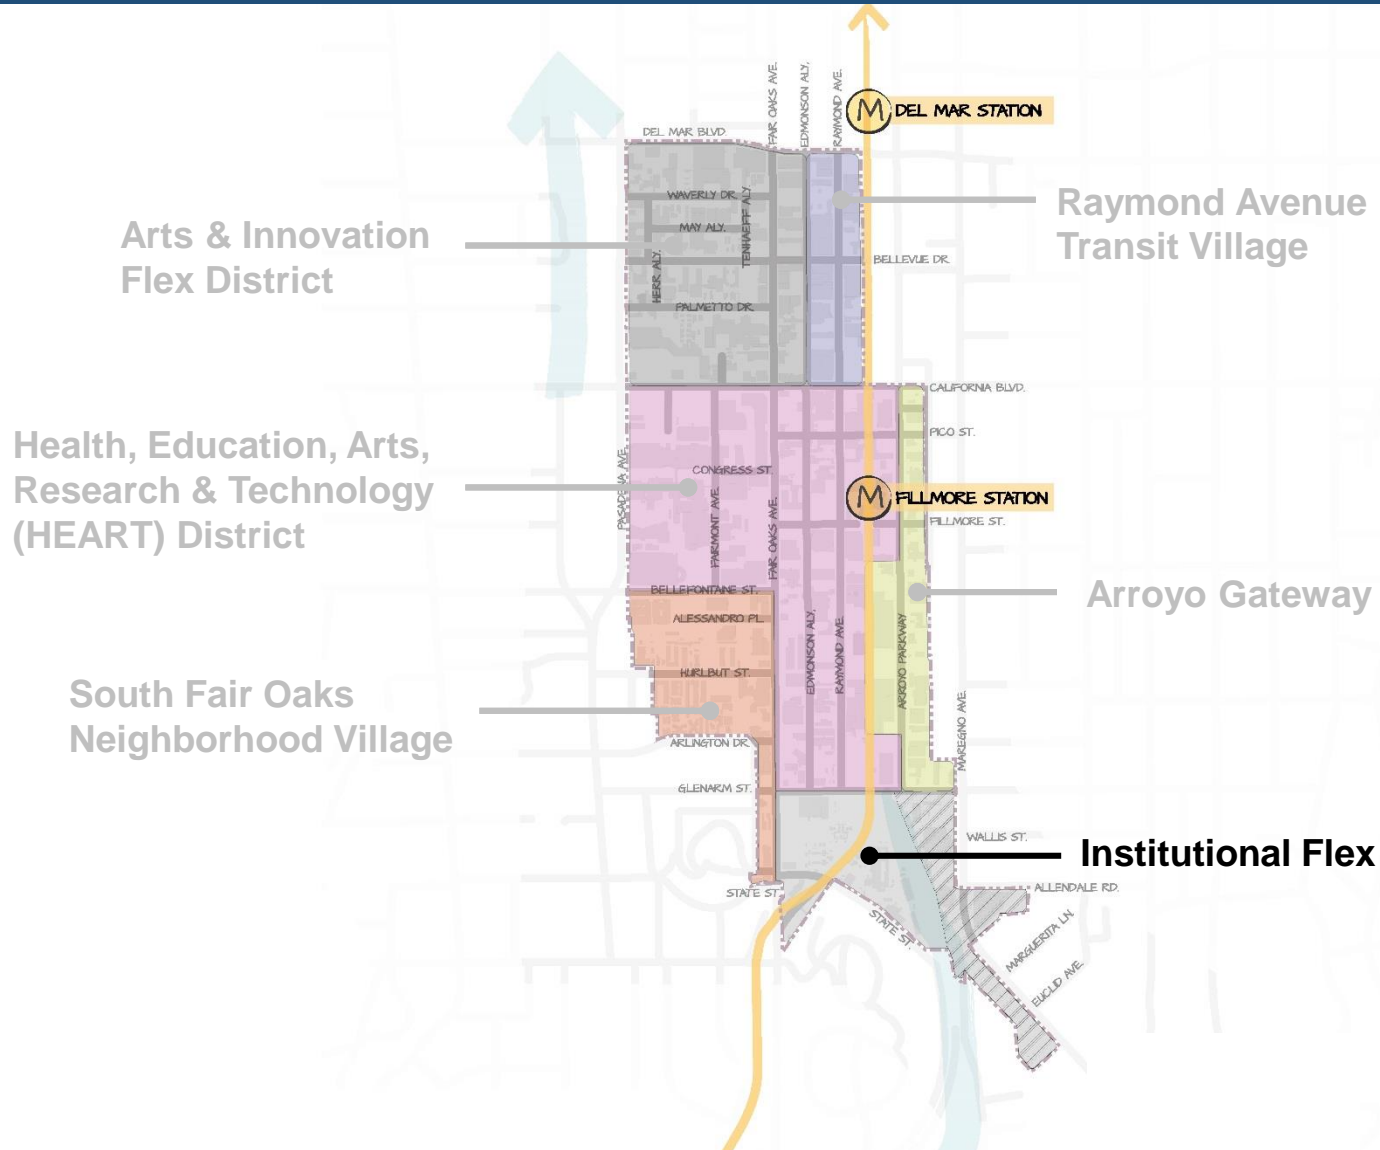 FAIR OAKS AVE.
EDMONSON ALY.
RAYMOND AVE.
M DEL MAR STATION
DEL MAR BLVD.
WAVERLY DR.
TENHAEFF ALY.
MAY ALY.
HERR ALY.
PALMETTO DR.
BELLEVUE DR.
Arts & Innovation
Flex District
Raymond Avenue
Transit Village
CALIFORNIA BLVD.
PICO ST.
Health, Education, Arts,
Research & Technology
(HEART) District
PASADENA AVE.
CONGRESS ST.
FAIRMONT AVE.
FAIR OAKS AVE.
M FILLMORE STATION
FILLMORE ST.
BELLEFONTAINE ST.
ALESSANDRO PL.
Arroyo Gateway
EDMONSON ALY.
RAYMOND AVE.
ARROYO PARKWAY
HURLBUT ST.
South Fair Oaks
Neighborhood Village
MAREGNO AVE.
ARLINGTON DR.
GLENARM ST.
WALLIS ST.
Institutional Flex
STATE ST.
ALLENDALE RD.
STATE ST.
MARGUERITA LN.
EUCLID AVE.